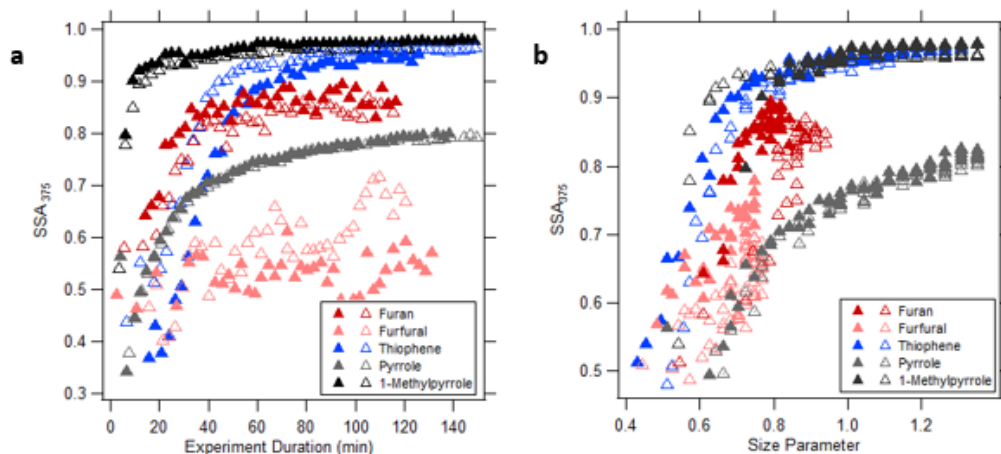 a
1.0
0.9
0.8
0.7
0.6
0.5
0.4
0.3
SSA375
0 20 40 60 80 100 120 140
Experiment Duration (min)
Furan
Furfural
Thiophene
Pyrrole
1-Methylpyrrole
b
1.0
0.9
0.8
0.7
0.6
0.5
SSA375
0.4 0.6 0.8 1.0 1.2
Size Parameter
Furan
Furfural
Thiophene
Pyrrole
1-Methylpyrrole